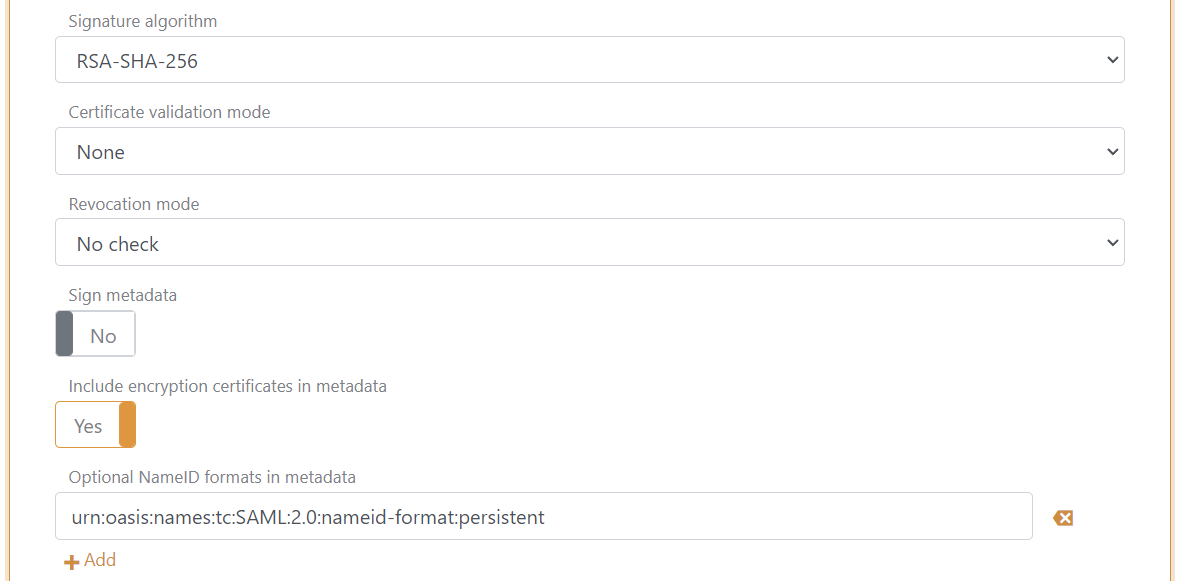 Signature algorithm
RSA-SHA-256
Certificate validation mode
None
Revocation mode
No check
Sign metadata
No
Include encryption certificates in metadata
Yes
Optional NameID formats in metadata
urn:oasis:names:tc:SAML:2.0:nameid-format:persistent
Add